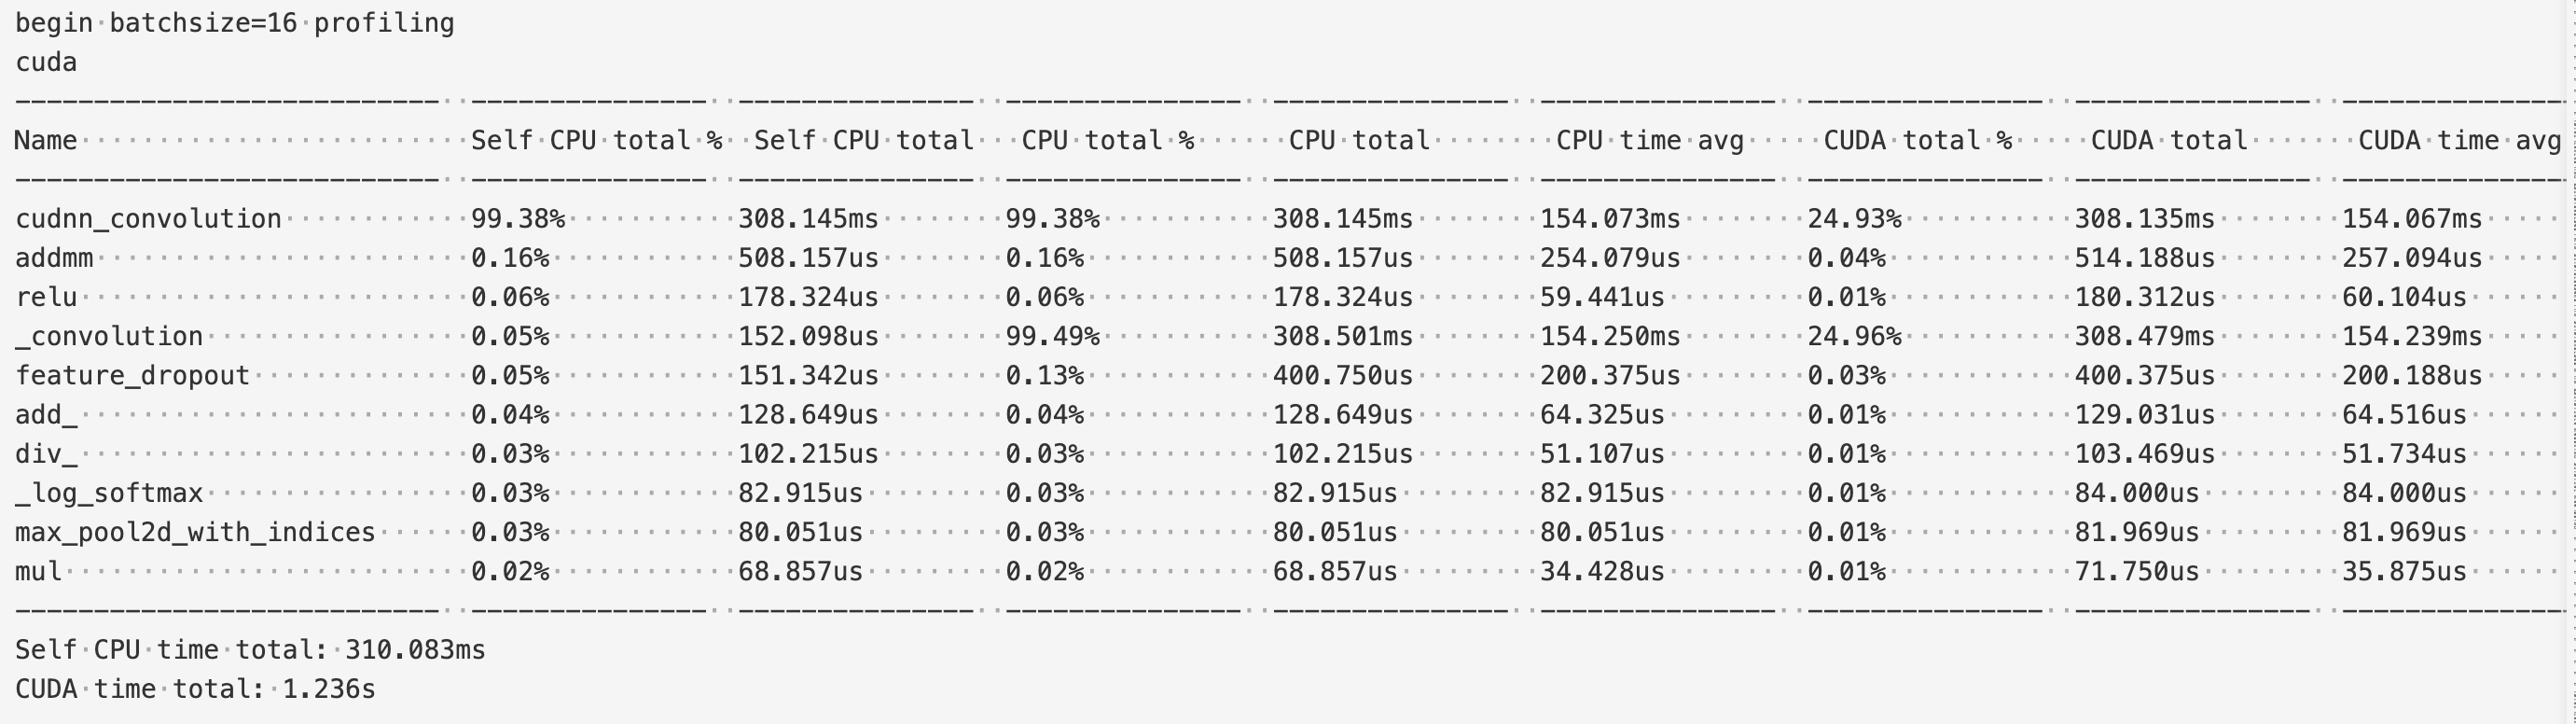 begin batchsize=16 profiling
cuda
---------------------------  ---------------  ---------------  ---------------  ---------------  ---------------  ---------------  ---------------  ---------------
Name                         Self CPU total %  Self CPU total   CPU total %      CPU total        CPU time avg     CUDA total %     CUDA total       CUDA time avg
---------------------------  ---------------  ---------------  ---------------  ---------------  ---------------  ---------------  ---------------  ---------------
cudnn_convolution            99.38%           308.145ms        99.38%           308.145ms        154.073ms        24.93%           308.135ms        154.067ms
addmm                        0.16%            508.157us        0.16%            508.157us        254.079us        0.04%            514.188us        257.094us
relu                         0.06%            178.324us        0.06%            178.324us        59.441us         0.01%            180.312us        60.104us
_convolution                 0.05%            152.098us        99.49%           308.501ms        154.250ms        24.96%           308.479ms        154.239ms
feature_dropout              0.05%            151.342us        0.13%            400.750us        200.375us        0.03%            400.375us        200.188us
add_                         0.04%            128.649us        0.04%            128.649us        64.325us         0.01%            129.031us        64.516us
div_                         0.03%            102.215us        0.03%            102.215us        51.107us         0.01%            103.469us        51.734us
_log_softmax                 0.03%            82.915us         0.03%            82.915us         82.915us         0.01%            84.000us         84.000us
max_pool2d_with_indices      0.03%            80.051us         0.03%            80.051us         80.051us         0.01%            81.969us         81.969us
mul                          0.02%            68.857us         0.02%            68.857us         34.428us         0.01%            71.750us         35.875us
---------------------------  ---------------  ---------------  ---------------  ---------------  ---------------  ---------------  ---------------  ---------------
Self CPU time total: 310.083ms
CUDA time total: 1.236s